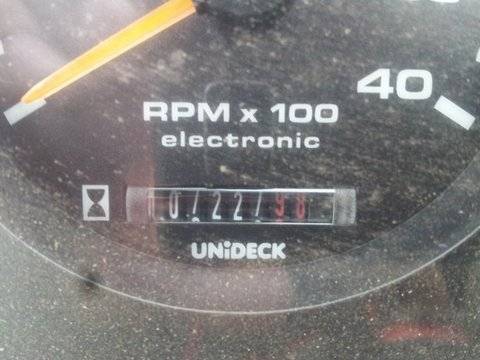 40
RPM x 100
electronic
UNiDECK